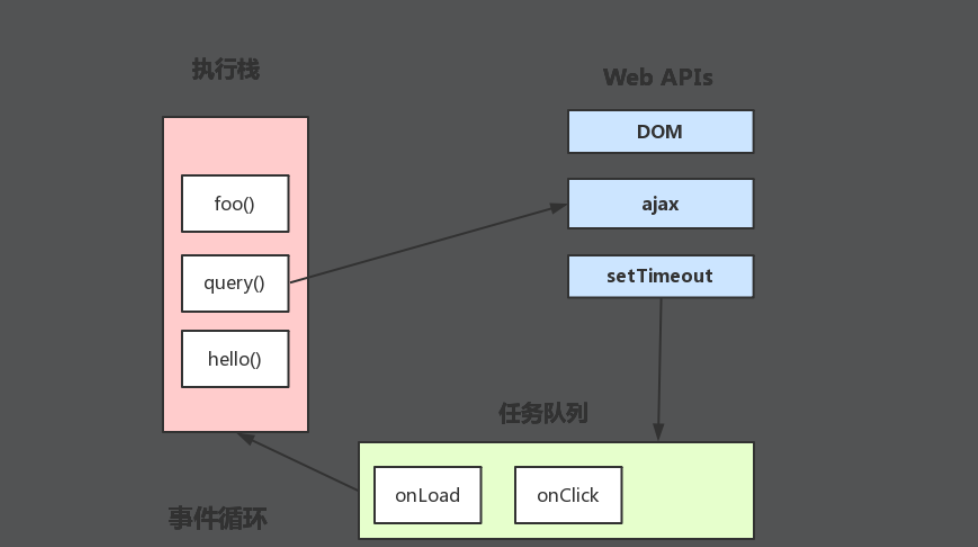 执行栈
Web APIs
DOM
foo()
ajax
query()
setTimeout
hello()
任务队列
onLoad
onClick
事件循环